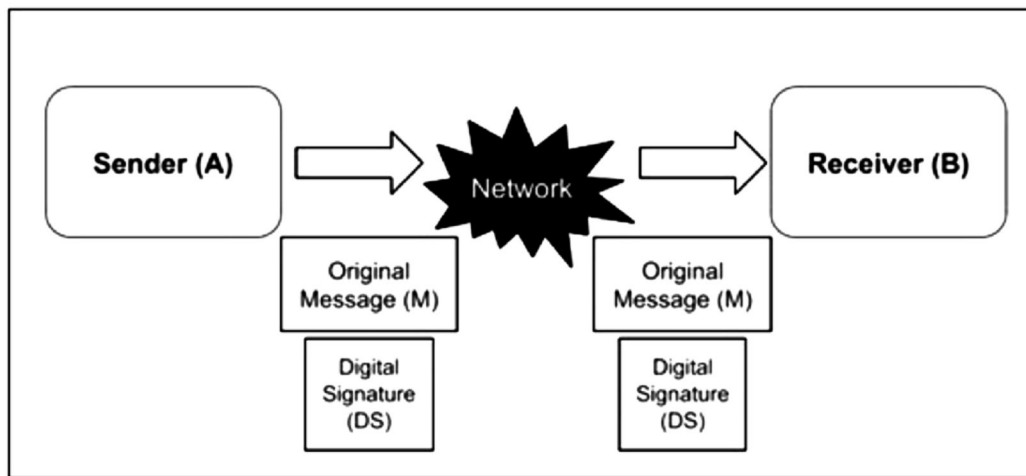 Sender (A)
Network
Receiver (B)
Original
Message (M)
Original
Message (M)
Digital
Signature
(DS)
Digital
Signature
(DS)